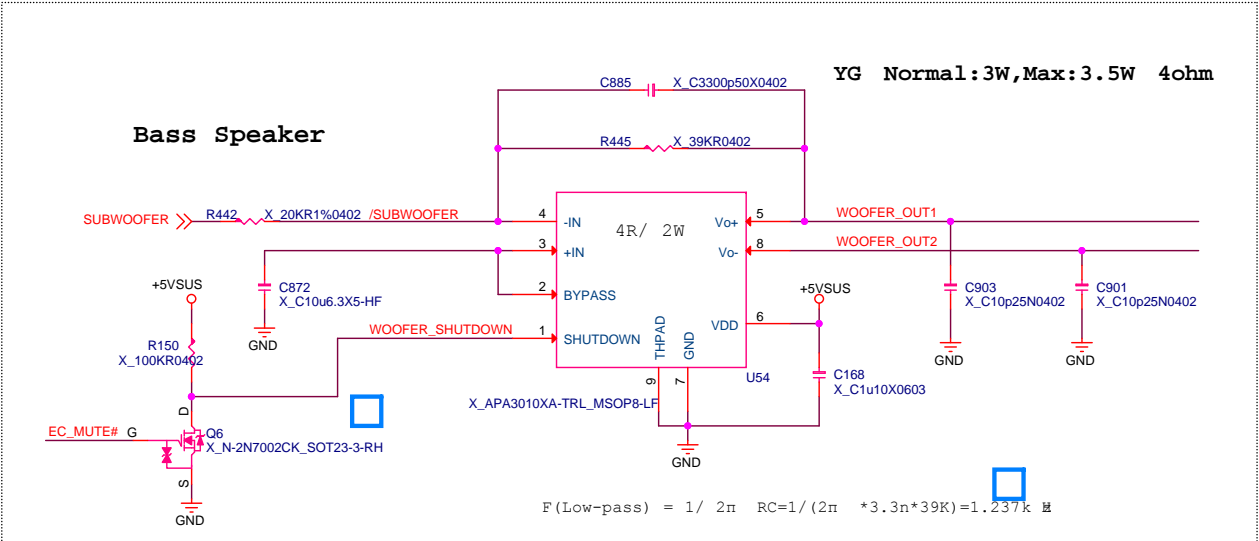 C885 X_C3300p50X0402
YG Normal:3W,Max:3.5W 4ohm
Bass Speaker
R445 X_39KR0402
SUBWOOFER R442 X_20KR1%0402 /SUBWOOFER
4 -IN
4R/ 2W
Vo+ 5 WOOFER_OUT1
3 +IN
Vo- 8 WOOFER_OUT2
C872
X_C10u6.3X5-HF
GND
2 BYPASS
+5VSUS
R150
X_100KR0402
WOOFER_SHUTDOWN 1 SHUTDOWN
THPAD
GND
VDD 6
+5VSUS
C903
X_C10p25N0402
GND
C901
X_C10p25N0402
GND
9
7
U54
C168
X_C1u10X0603
X_APA3010XA-TRL_MSOP8-LF
GND
EC_MUTE# G
D
Q6
X_N-2N7002CK_SOT23-3-RH
S
GND
F(Low-pass) = 1/ 2π RC=1/(2π *3.3n*39K)=1.237k Hz